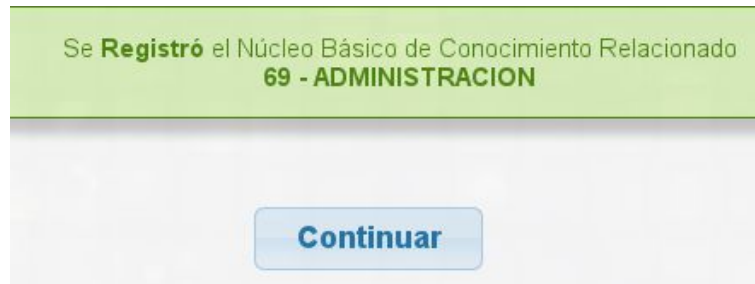 Se Registró el Núcleo Básico de Conocimiento Relacionado
69 - ADMINISTRACION
Continuar